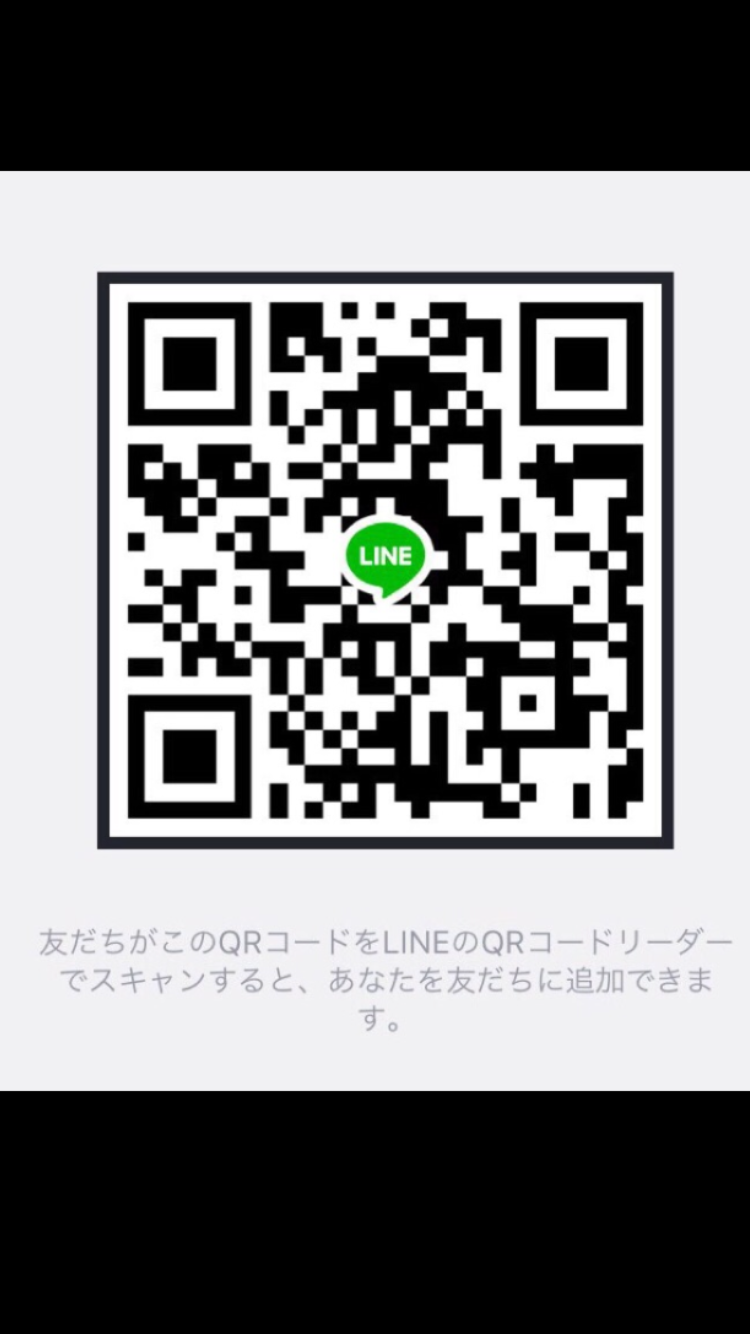 LINE
友だちがこのQRコードをLINEのQRコードリーダー
でスキャンすると、あなたを友だちに追加できま
す。